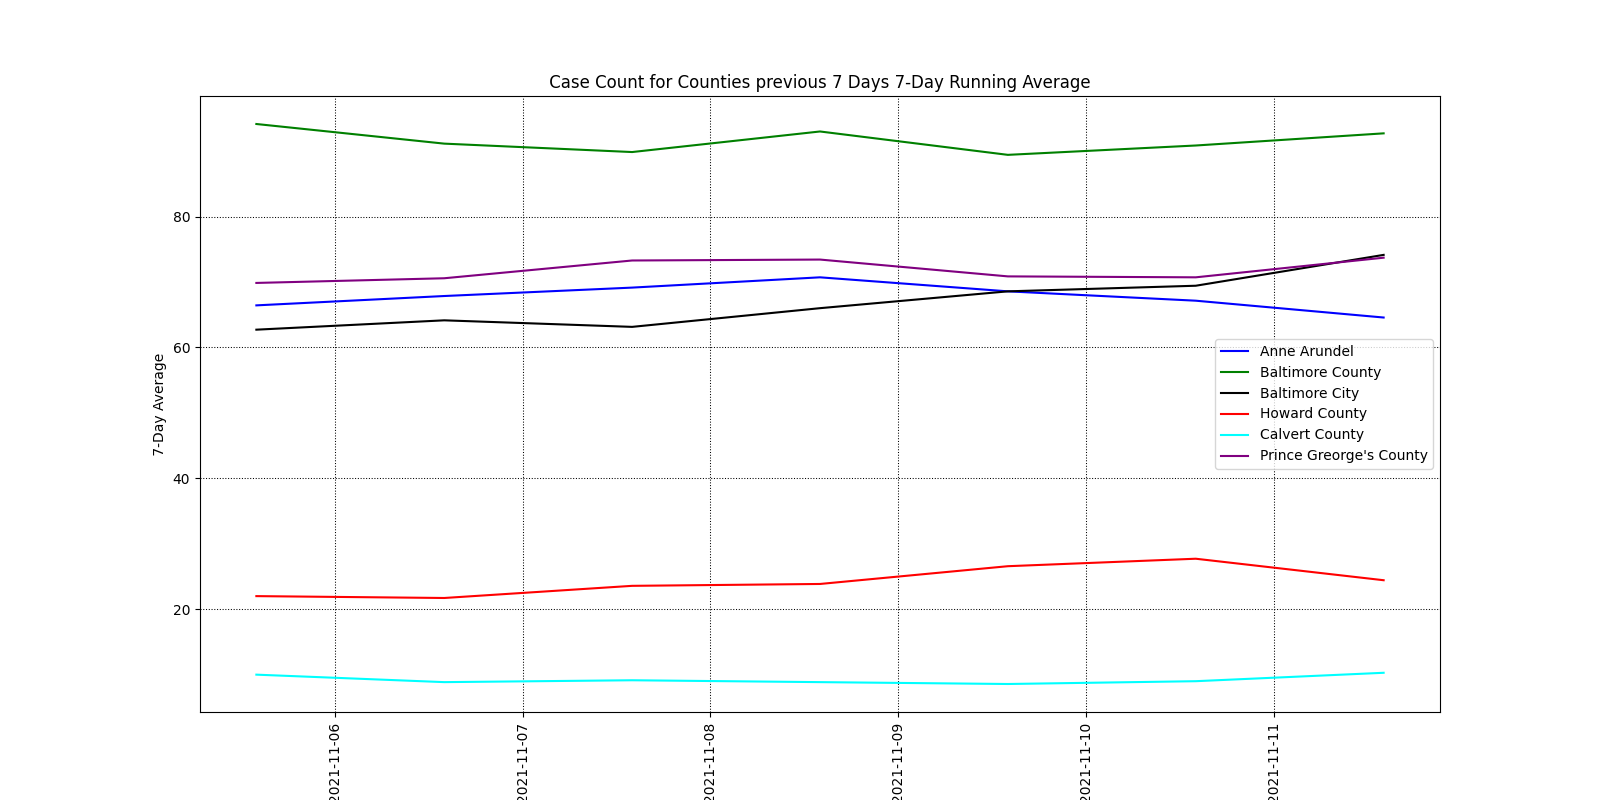 Case Count for Counties previous 7 Days 7-Day Running Average
7-Day Average
80
60
40
20
Anne Arundel
Baltimore County
Baltimore City
Howard County
Calvert County
Prince Greorge's County
2021-11-06
2021-11-07
2021-11-08
2021-11-09
2021-11-10
2021-11-11